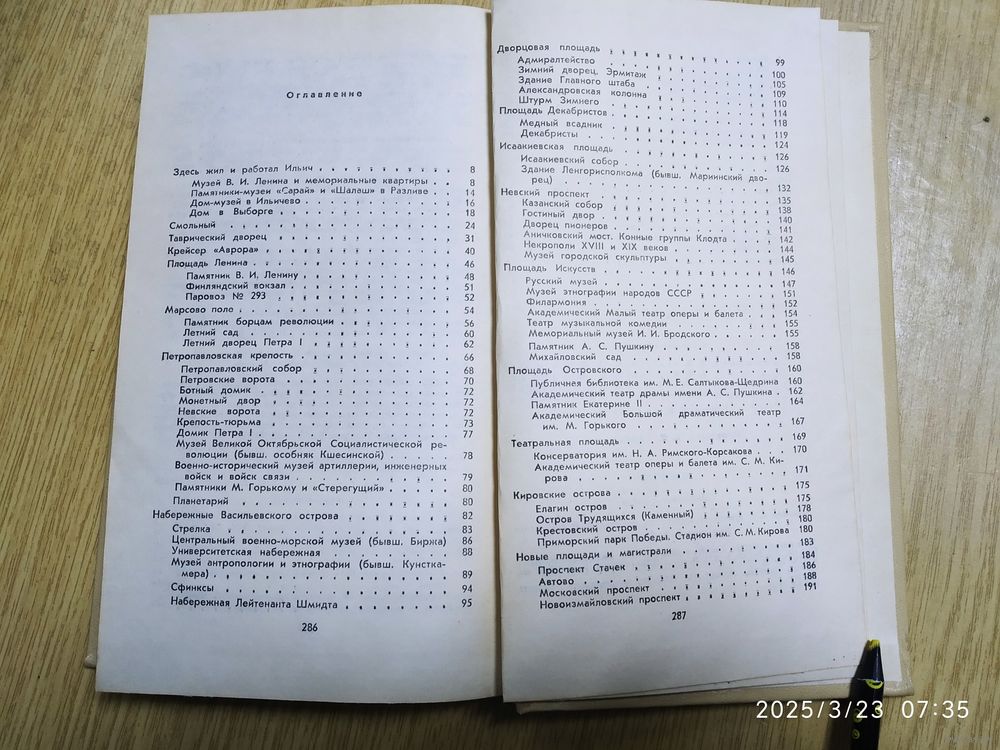 Оглавление
Здесь жил и работал Ильич . . . . . . . . . . 8
Музей В. И. Ленина и мемориальные квартиры . . 8
Памятники-музеи «Сарай» и «Шалаш» в Разливе . 14
Дом-музей в Ильичево . . . . . . . . . . 16
Дом в Выборге . . . . . . . . . . 18
Смольный . . . . . . . . . . 24
Таврический дворец . . . . . . . . . . 31
Крейсер «Аврора» . . . . . . . . . . 40
Площадь Ленина . . . . . . . . . . 46
Памятник В. И. Ленину . . . . . . . . . . 48
Финляндский вокзал . . . . . . . . . . 51
Паровоз № 293 . . . . . . . . . . 52
Марсово поле . . . . . . . . . . 54
Памятник борцам революции . . . . . . . . 56
Летний сад . . . . . . . . . . 60
Летний дворец Петра I . . . . . . . . . . 62
Петропавловская крепость . . . . . . . . . . 66
Петропавловский собор . . . . . . . . . . 68
Петровские ворота . . . . . . . . . . 70
Ботный домик . . . . . . . . . . 72
Монетный двор . . . . . . . . . . 72
Невские ворота . . . . . . . . . . 72
Крепость-тюрьма . . . . . . . . . . 73
Домик Петра I . . . . . . . . . . 77
Музей Великой Октябрьской Социалистической ре-
волюции (бывш. особняк Кшесинской) . . . . . 78
Военно-исторический музей артиллерии, инженерных
войск и войск связи . . . . . . . . . . 79
Памятники М. Горькому и «Стерегущий» . . . . 80
Планетарий . . . . . . . . . . 80
Набережные Васильевского острова . . . . . . . 82
Стрелка . . . . . . . . . . 83
Центральный военно-морской музей (бывш. Биржа) 86
Университетская набережная . . . . . . . . 88
Музей антропологии и этнографии (бывш. Кунстка-
мера) . . . . . . . . . . 89
Сфинксы . . . . . . . . . . 94
Набережная Лейтенанта Шмидта . . . . . . . 95
286
Дворцовая площадь . . . . . . . . . . 99
Адмиралтейство . . . . . . . . . . 100
Зимний дворец. Эрмитаж . . . . . . . . 105
Здание Главного штаба . . . . . . . . 109
Александровская колонна . . . . . . . . 110
Штурм Зимнего . . . . . . . . . . 114
Площадь Декабристов . . . . . . . . . . 118
Медный всадник . . . . . . . . . . 119
Декабристы . . . . . . . . . . 124
Исаакиевская площадь . . . . . . . . . . 126
Исаакиевский собор . . . . . . . . . . 126
Здание Ленгорисполкома (бывш. Мариинский дво-
рец) . . . . . . . . . . 132
Невский проспект . . . . . . . . . . 135
Казанский собор . . . . . . . . . . 138
Гостиный двор . . . . . . . . . . 140
Дворец пионеров . . . . . . . . . . 141
Аничковский мост. Конные группы Клодта . . . . 142
Некрополи XVIII и XIX веков . . . . . . . . 144
Музей городской скульптуры . . . . . . . . 145
Площадь Искусств . . . . . . . . . . 146
Русский музей . . . . . . . . . . 147
Музей этнографии народов СССР . . . . . . 151
Филармония . . . . . . . . . . 152
Академический Малый театр оперы и балета . . . 154
Театр музыкальной комедии . . . . . . . . 155
Мемориальный музей И. И. Бродского . . . . . 155
Памятник А. С. Пушкину . . . . . . . . 158
Михайловский сад . . . . . . . . . . 158
Площадь Островского . . . . . . . . . . 160
Публичная библиотека им. М. Е. Салтыкова-Щедрина 160
Академический театр драмы имени А. С. Пушкина . 162
Памятник Екатерине II . . . . . . . . 164
Академический Большой драматический театр
им. М. Горького . . . . . . . . . . 167
Театральная площадь . . . . . . . . . . 169
Консерватория им. Н. А. Римского-Корсакова . . . 170
Академический театр оперы и балета им. С. М. Ки-
рова . . . . . . . . . . 171
Кировские острова . . . . . . . . . . 175
Елагин остров . . . . . . . . . . 175
Остров Трудящихся (Каменный) . . . . . . . 178
Крестовский остров . . . . . . . . . . 180
Приморский парк Победы. Стадион им. С. М. Кирова 180
Новые площади и магистрали . . . . . . . . 183
Проспект Стачек . . . . . . . . . . 184
Автово . . . . . . . . . . 186
Московский проспект . . . . . . . . . . 188
Новоизмайловский проспект . . . . . . . . 191
287
2025/3/23 07:35